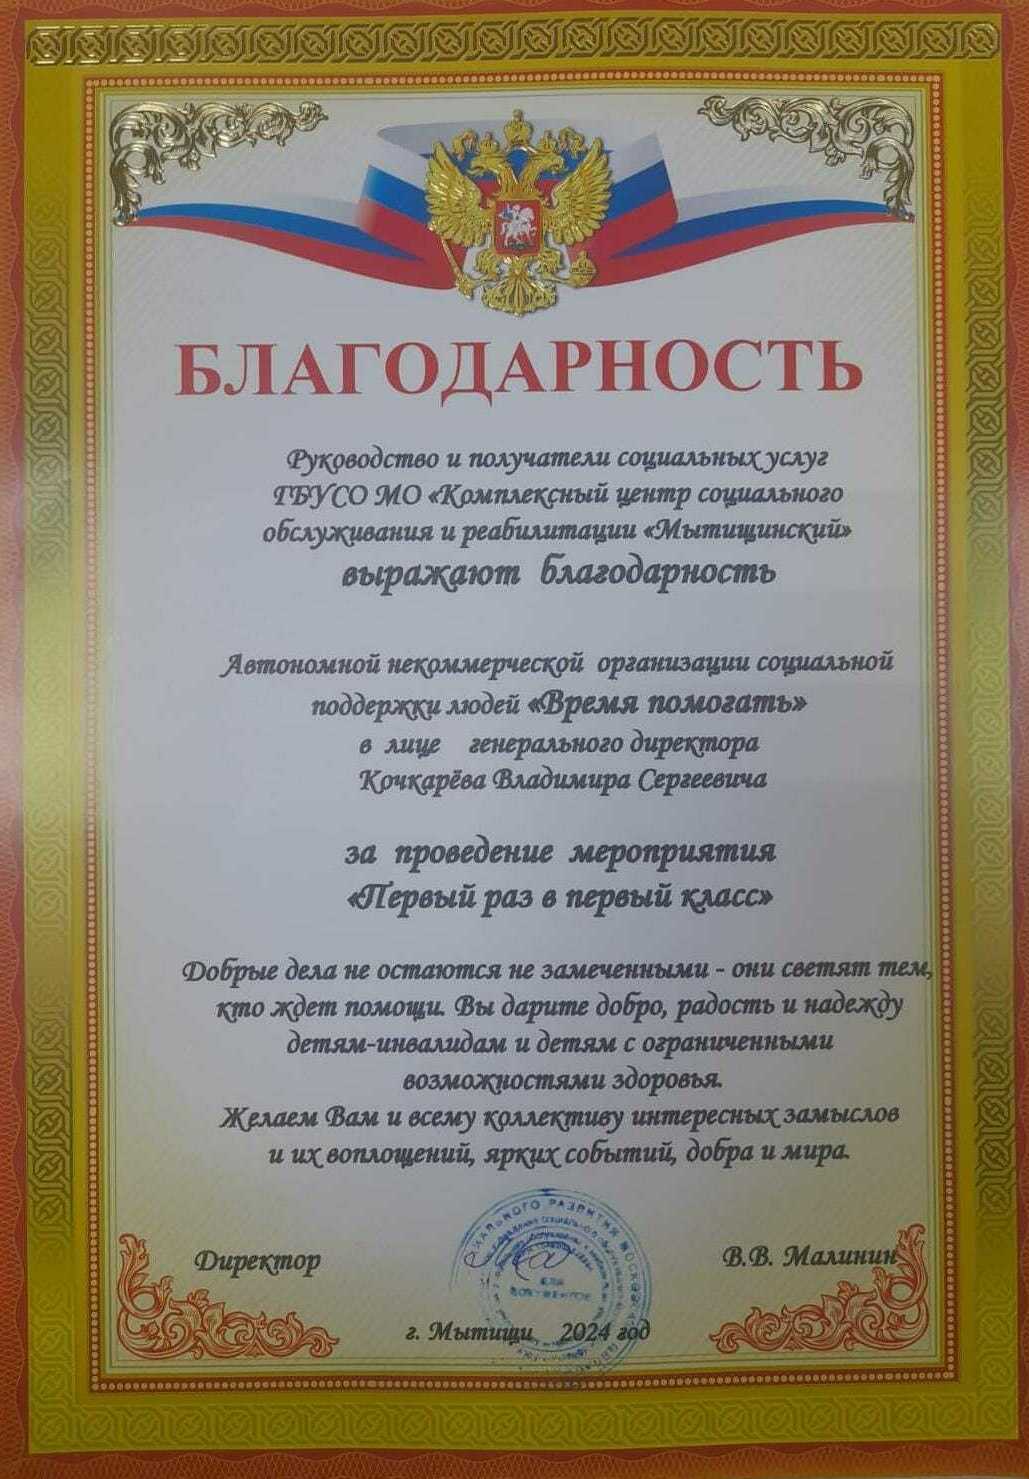 БЛАГОДАРНОСТЬ
Руководство и получатели социальных услуг
ГБУСО МО «Комплексный центр социального
обслуживания и реабилитации «Мытищинский»
выражают благодарность
Автономной некоммерческой организации социальной
поддержки людей «Время помогать»
в лице генерального директора
Кочкарёва Владимира Сергеевича
за проведение мероприятия
«Первый раз в первый класс»
Добрые дела не остаются не замеченными - они светят тем,
кто ждет помощи. Вы дарите добро, радость и надежду
детям-инвалидам и детям с ограниченными
возможностями здоровья.
Желаем Вам и всему коллективу интересных замыслов
и их воплощений, ярких событий, добра и мира.
Директор В.В. Малинин
РАЗВИТИЯ МОСКОВСКОЙ
ДЛЯ
ДОКУМЕНТОВ
г. Мытищи 2024 год